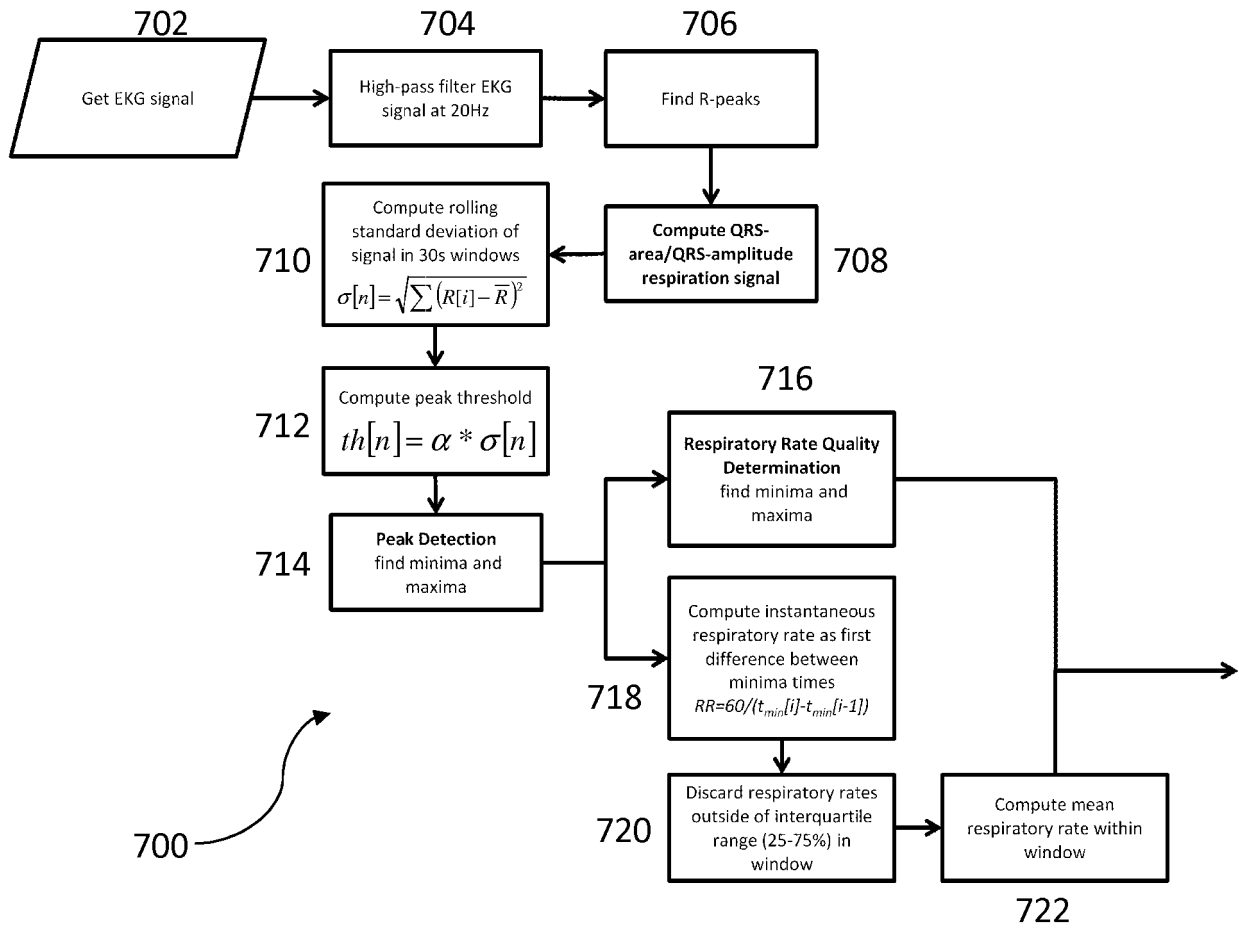 702
704
706
Get EKG signal
High-pass filter EKG
signal at 20Hz
Find R-peaks
710
Compute rolling
standard deviation of
signal in 30s windows
σ[n]=√∑(R[i]−R̅)²
Compute QRS-
area/QRS-amplitude
respiration signal
708
712
Compute peak threshold
th[n]= α * σ[n]
714
Peak Detection
find minima and
maxima
716
Respiratory Rate Quality
Determination
find minima and
maxima
718
Compute instantaneous
respiratory rate as first
difference between
minima times
RR=60/(tmin[i]-tmin[i-1])
720
Discard respiratory rates
outside of interquartile
range (25-75%) in
window
Compute mean
respiratory rate within
window
722
700